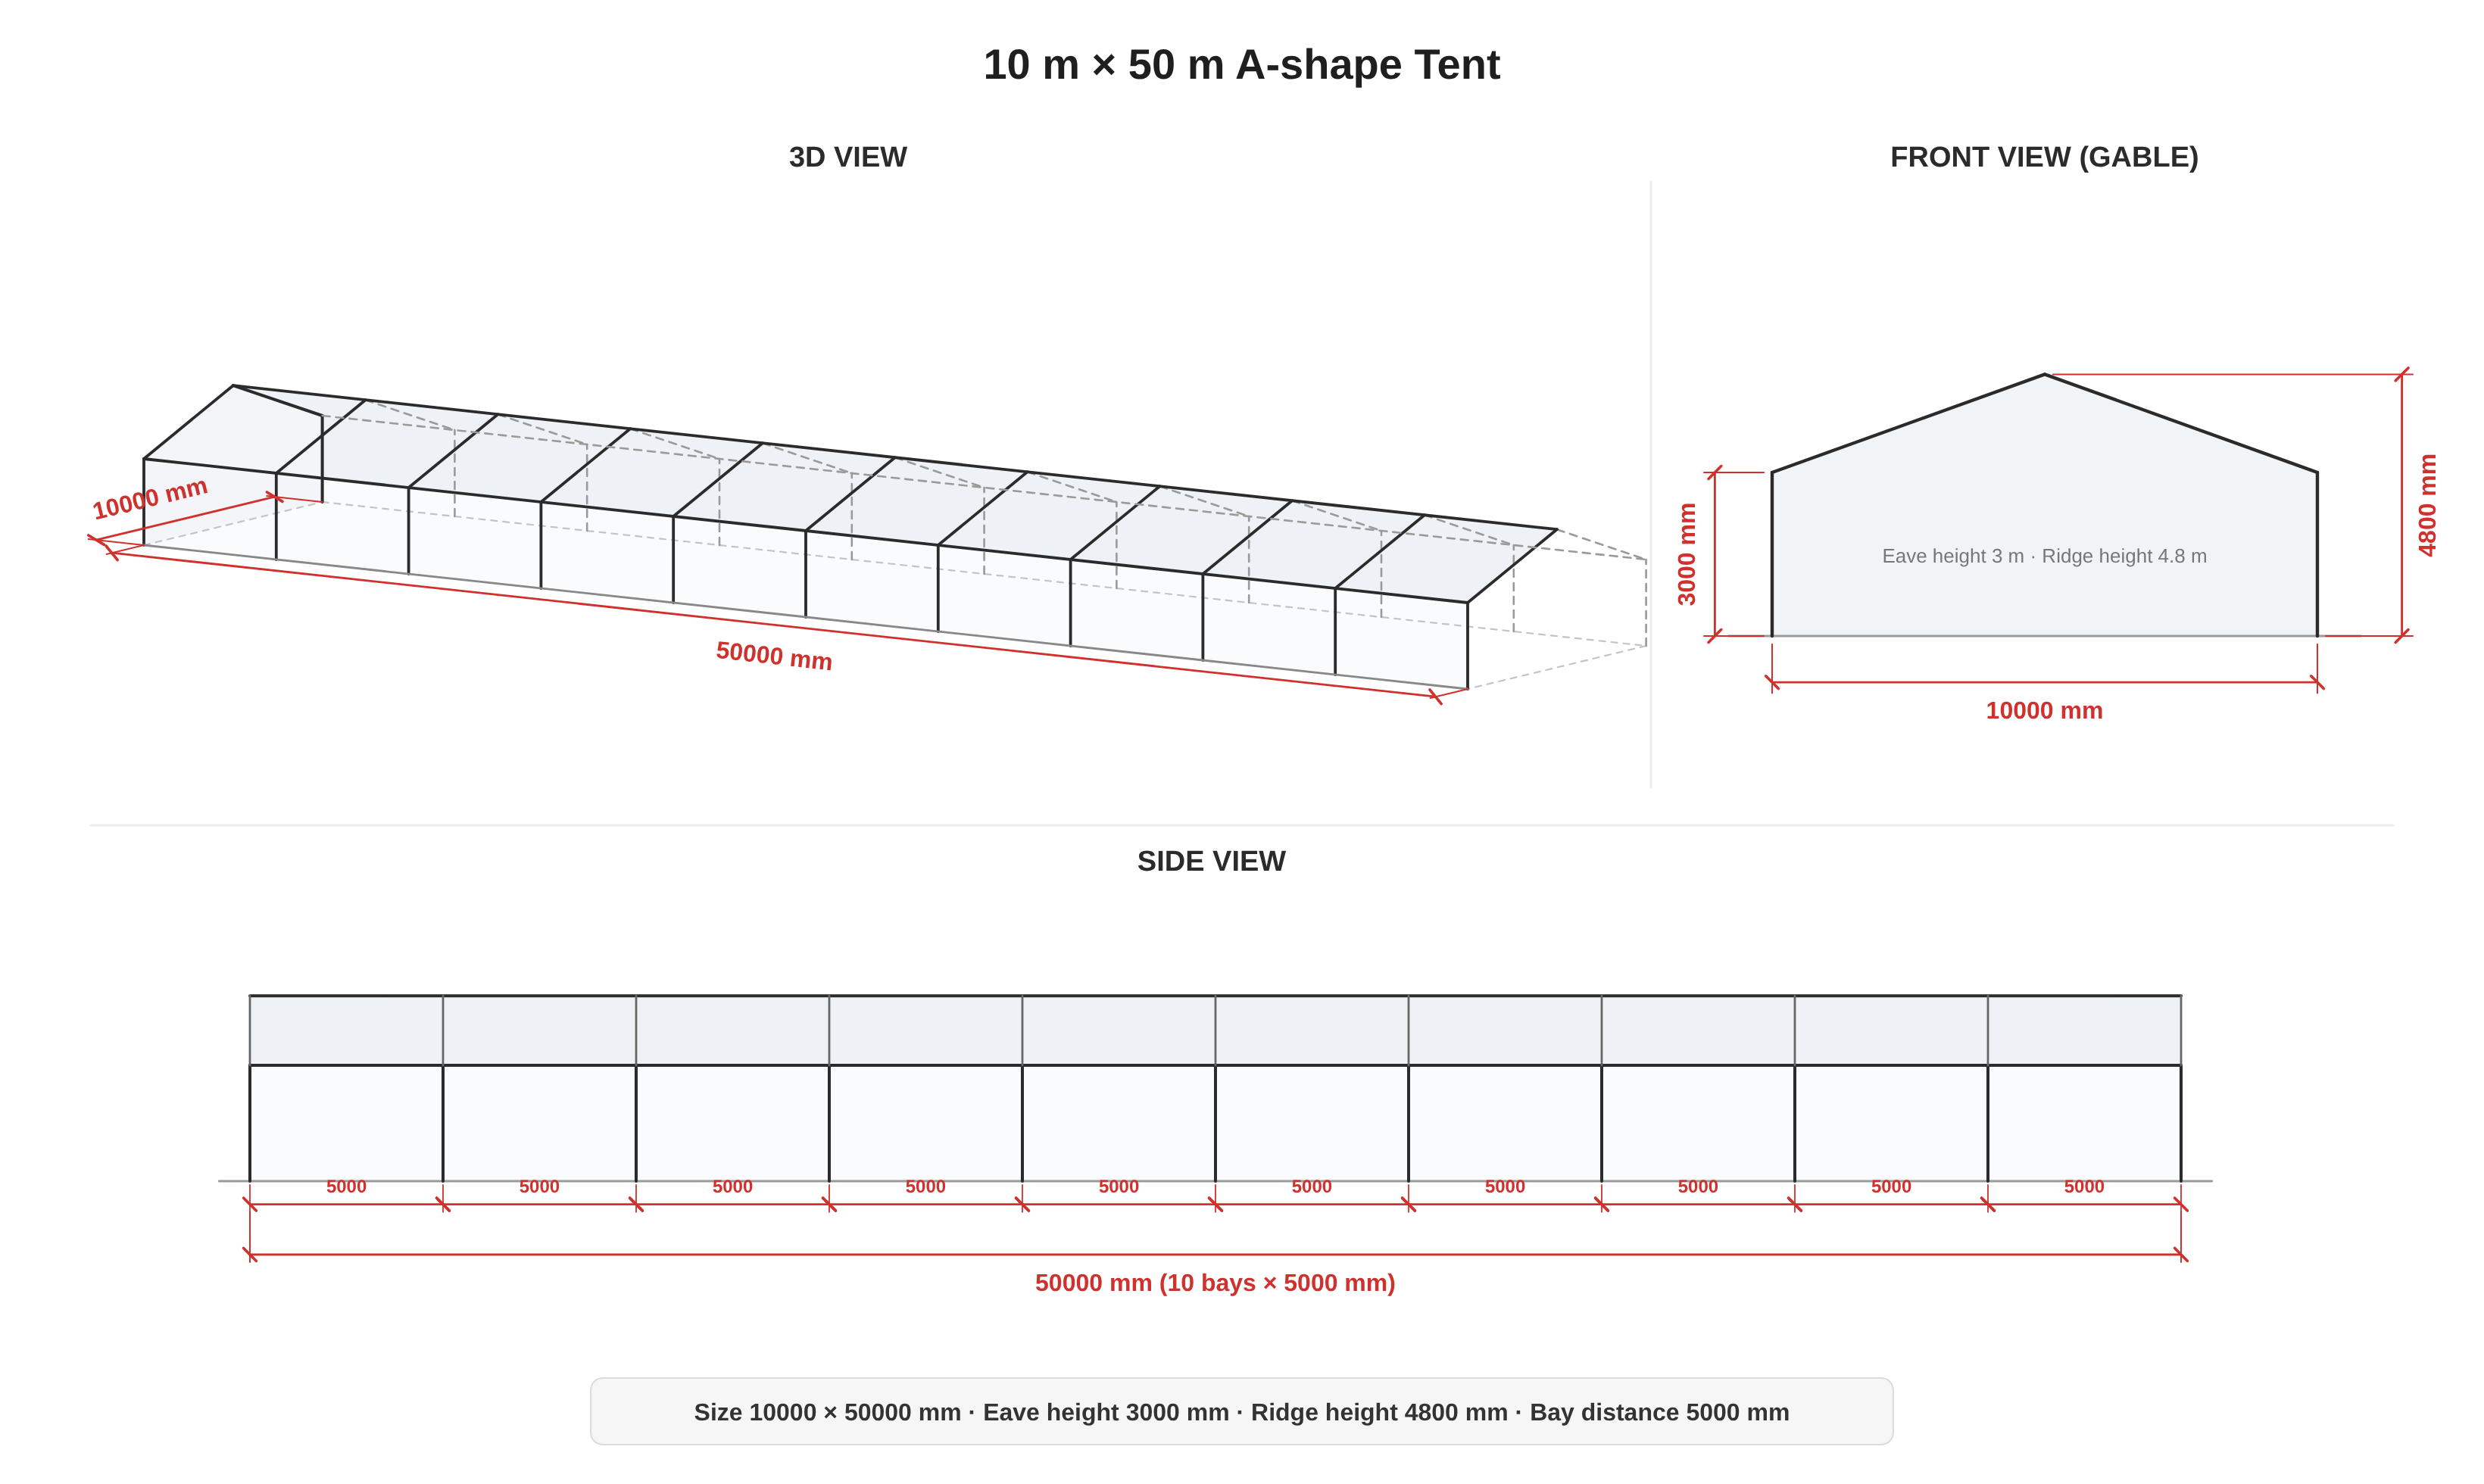 10 m × 50 m A-shape Tent
3D VIEW
FRONT VIEW (GABLE)
10000 mm
50000 mm
3000 mm
4800 mm
Eave height 3 m · Ridge height 4.8 m
10000 mm
SIDE VIEW
5000 5000 5000 5000 5000 5000 5000 5000 5000 5000
50000 mm (10 bays × 5000 mm)
Size 10000 × 50000 mm · Eave height 3000 mm · Ridge height 4800 mm · Bay distance 5000 mm